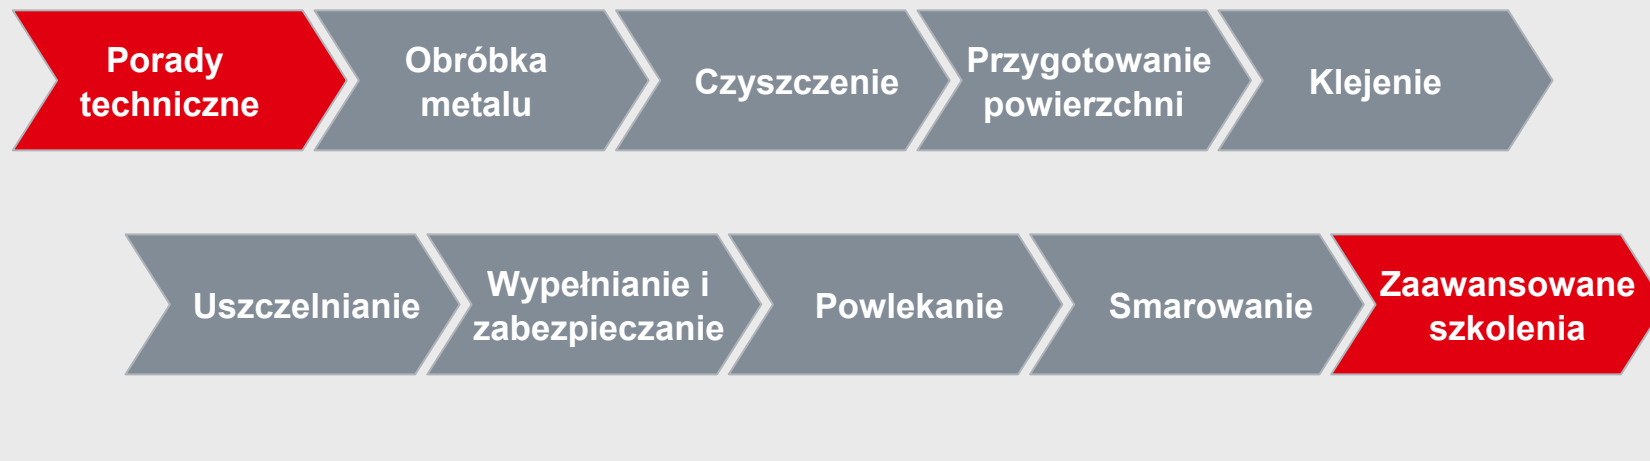 Porady
techniczne
Obróbka
metalu
Czyszczenie
Przygotowanie
powierzchni
Klejenie
Uszczelnianie
Wypełnianie i
zabezpieczanie
Powlekanie
Smarowanie
Zaawansowane
szkolenia